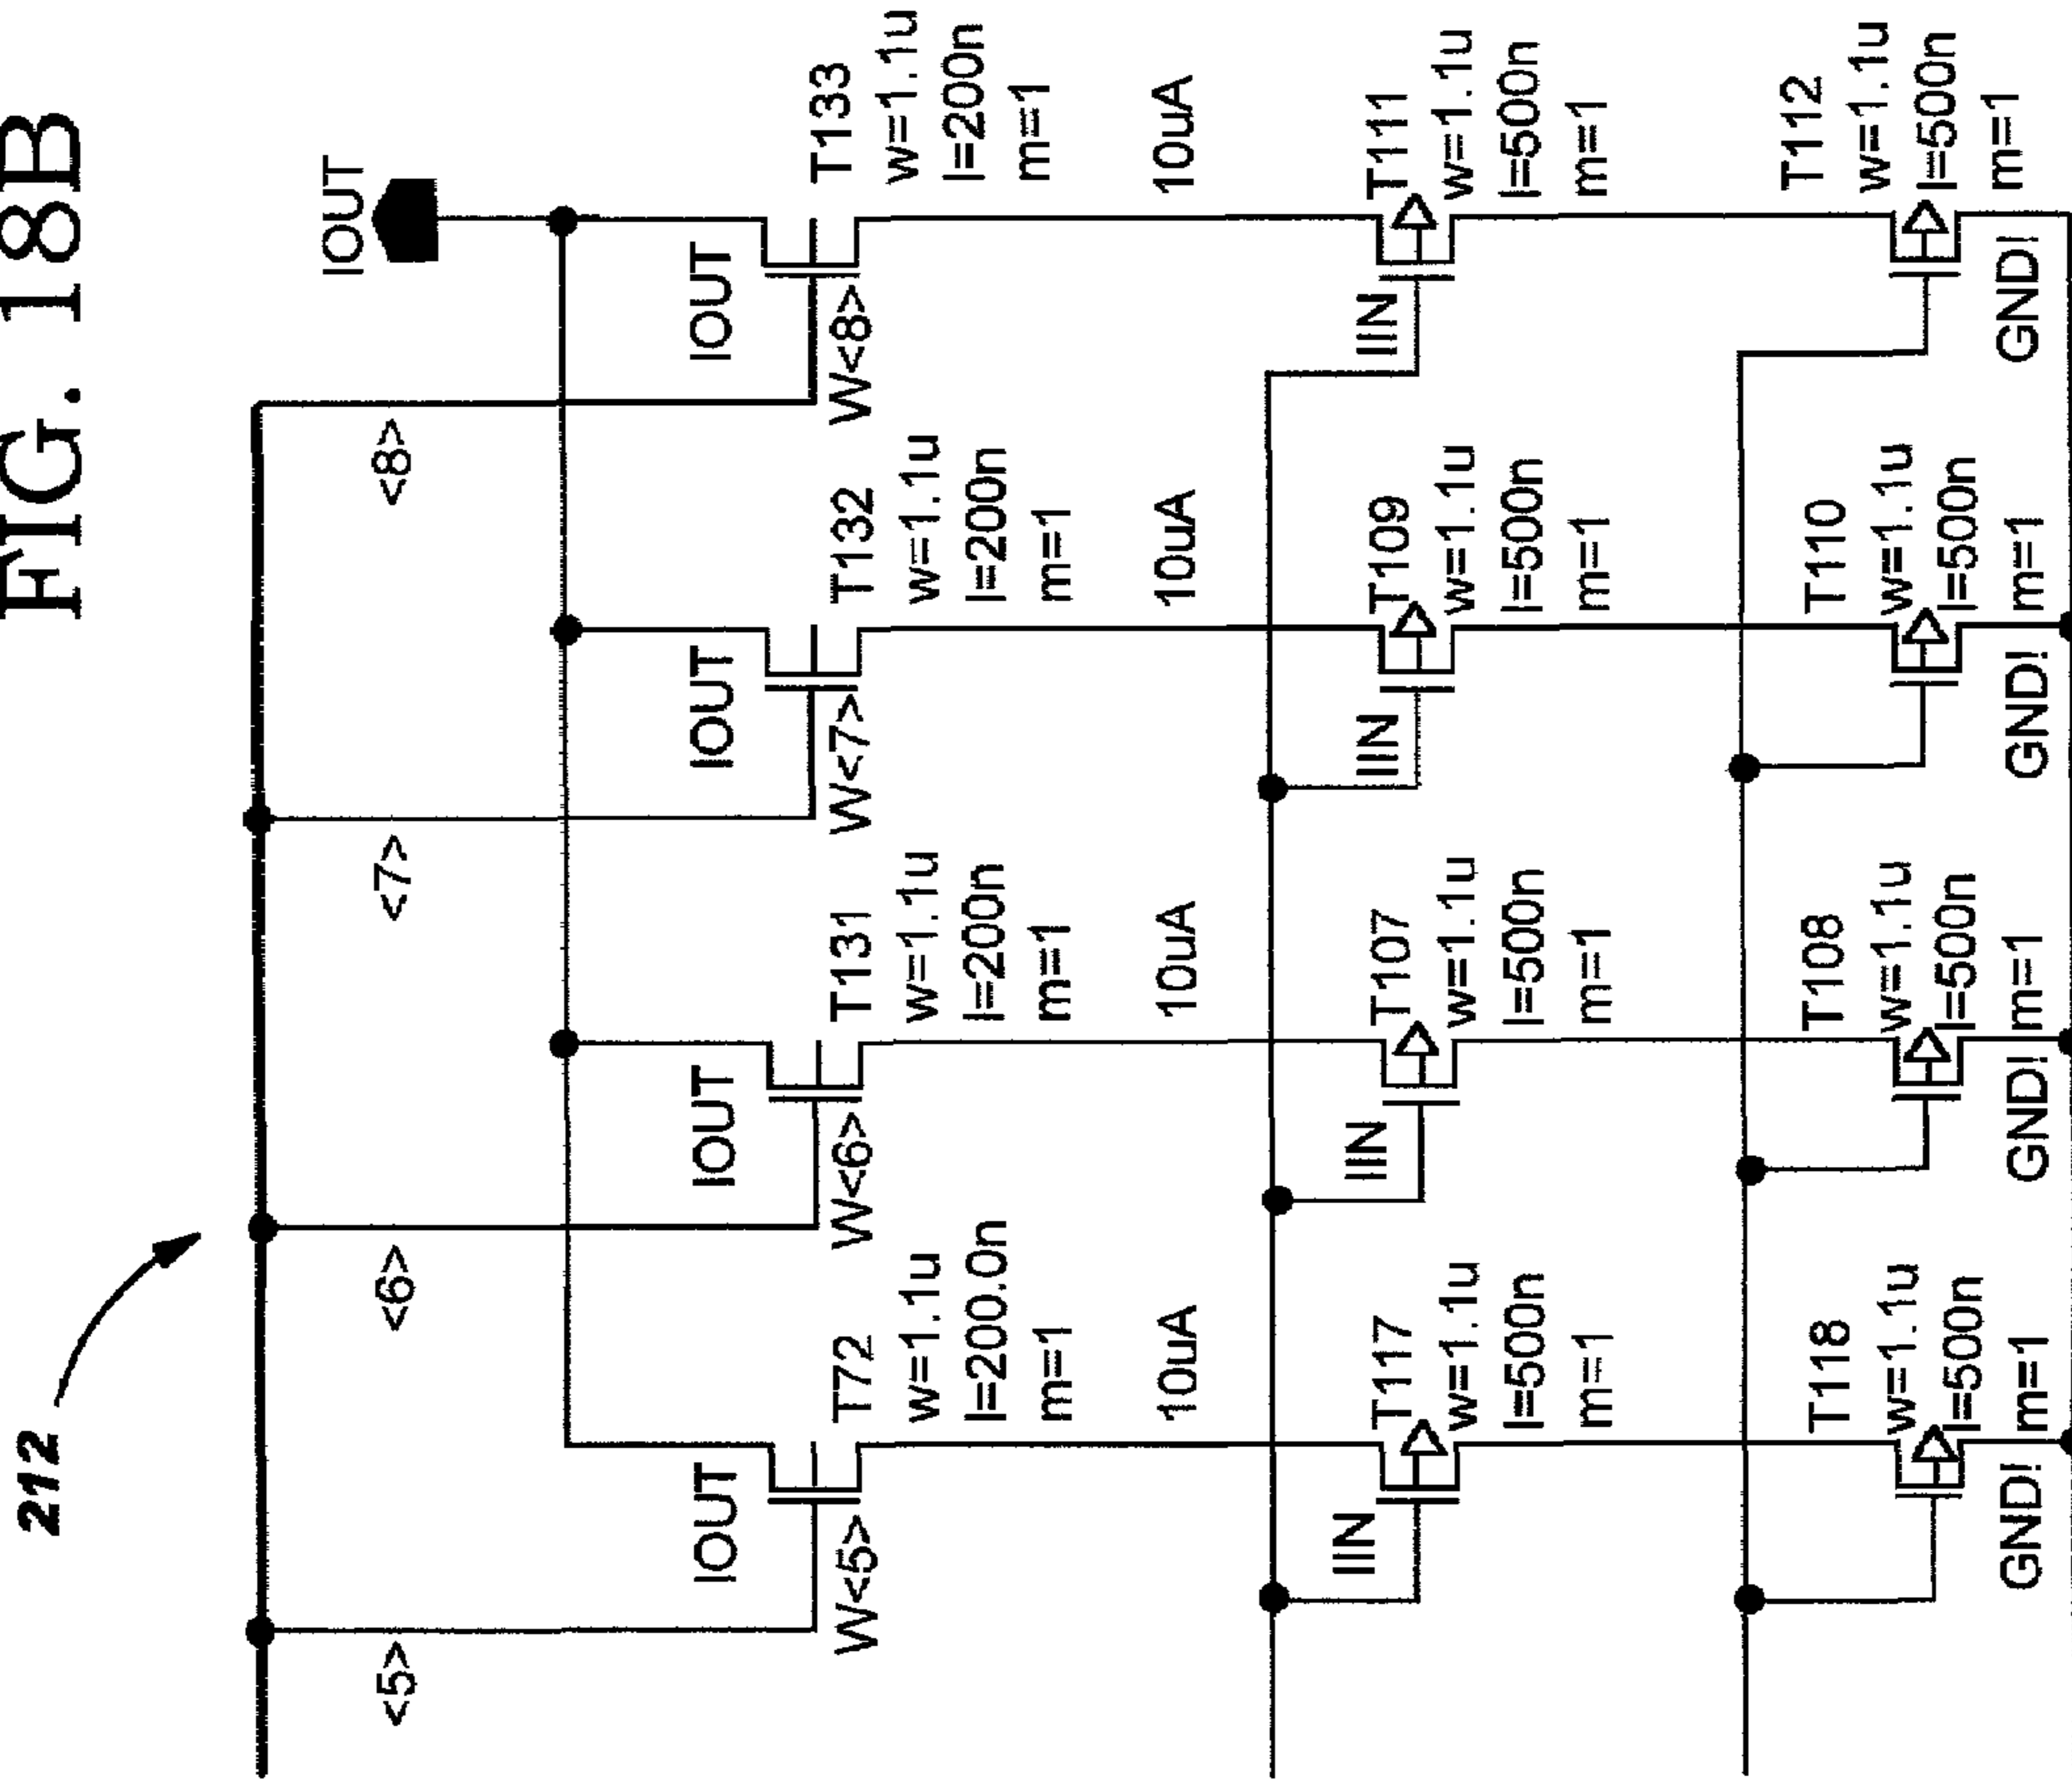 FIG. 18B
212
IOUT
<5>
<6>
<7>
<8>
IOUT
W<5>
T72
w=1.1u
l=200.0n
m=1
10uA
IOUT
W<6>
T131
w=1.1u
l=200n
m=1
10uA
IOUT
W<7>
T132
w=1.1u
l=200n
m=1
10uA
IOUT
W<8>
T133
w=1.1u
l=200n
m=1
10uA
IIN
T117
w=1.1u
l=500n
m=1
IIN
T107
w=1.1u
l=500n
m=1
IIN
T109
w=1.1u
l=500n
m=1
IIN
T111
w=1.1u
l=500n
m=1
T118
w=1.1u
l=500n
m=1
GND!
T108
w=1.1u
l=500n
m=1
GND!
T110
w=1.1u
l=500n
m=1
GND!
T112
w=1.1u
l=500n
m=1
GND!